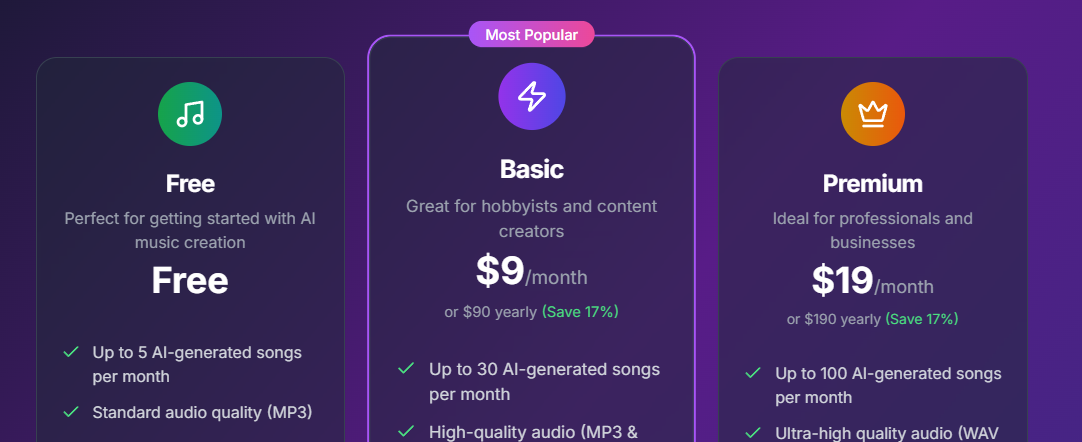 Most Popular
Free
Perfect for getting started with AI
music creation
Free
Up to 5 AI-generated songs
per month
Standard audio quality (MP3)
Basic
Great for hobbyists and content
creators
$9/month
or $90 yearly (Save 17%)
Up to 30 AI-generated songs
per month
High-quality audio (MP3 &
Premium
Ideal for professionals and
businesses
$19/month
or $190 yearly (Save 17%)
Up to 100 AI-generated songs
per month
Ultra-high quality audio (WAV